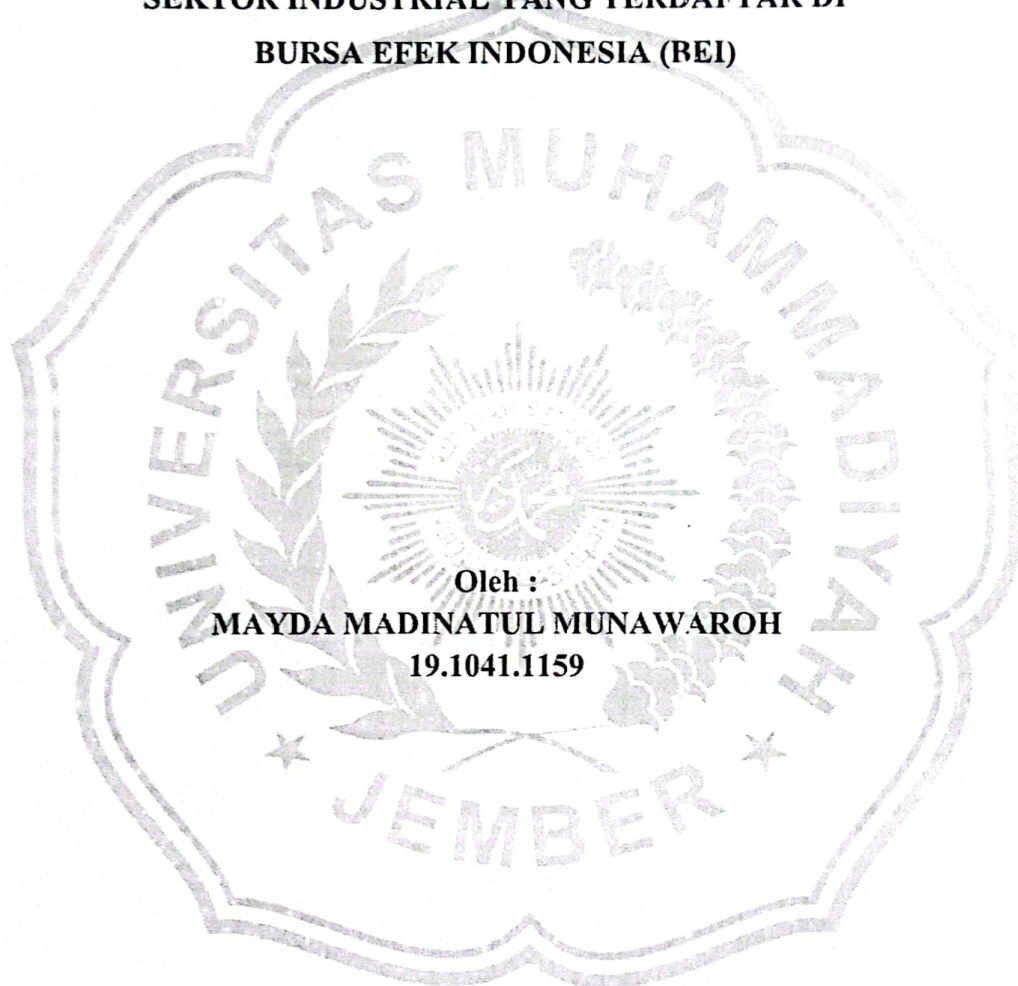 SEKTOR INDUSTRIAL YANG TERDAFTAR DI
BURSA EFEK INDONESIA (BEI)
UNIVERSITAS MUHAMMADIYAH
Oleh :
MAYDA MADINATUL MUNAWAROH
19.1041.1159
JEMBER